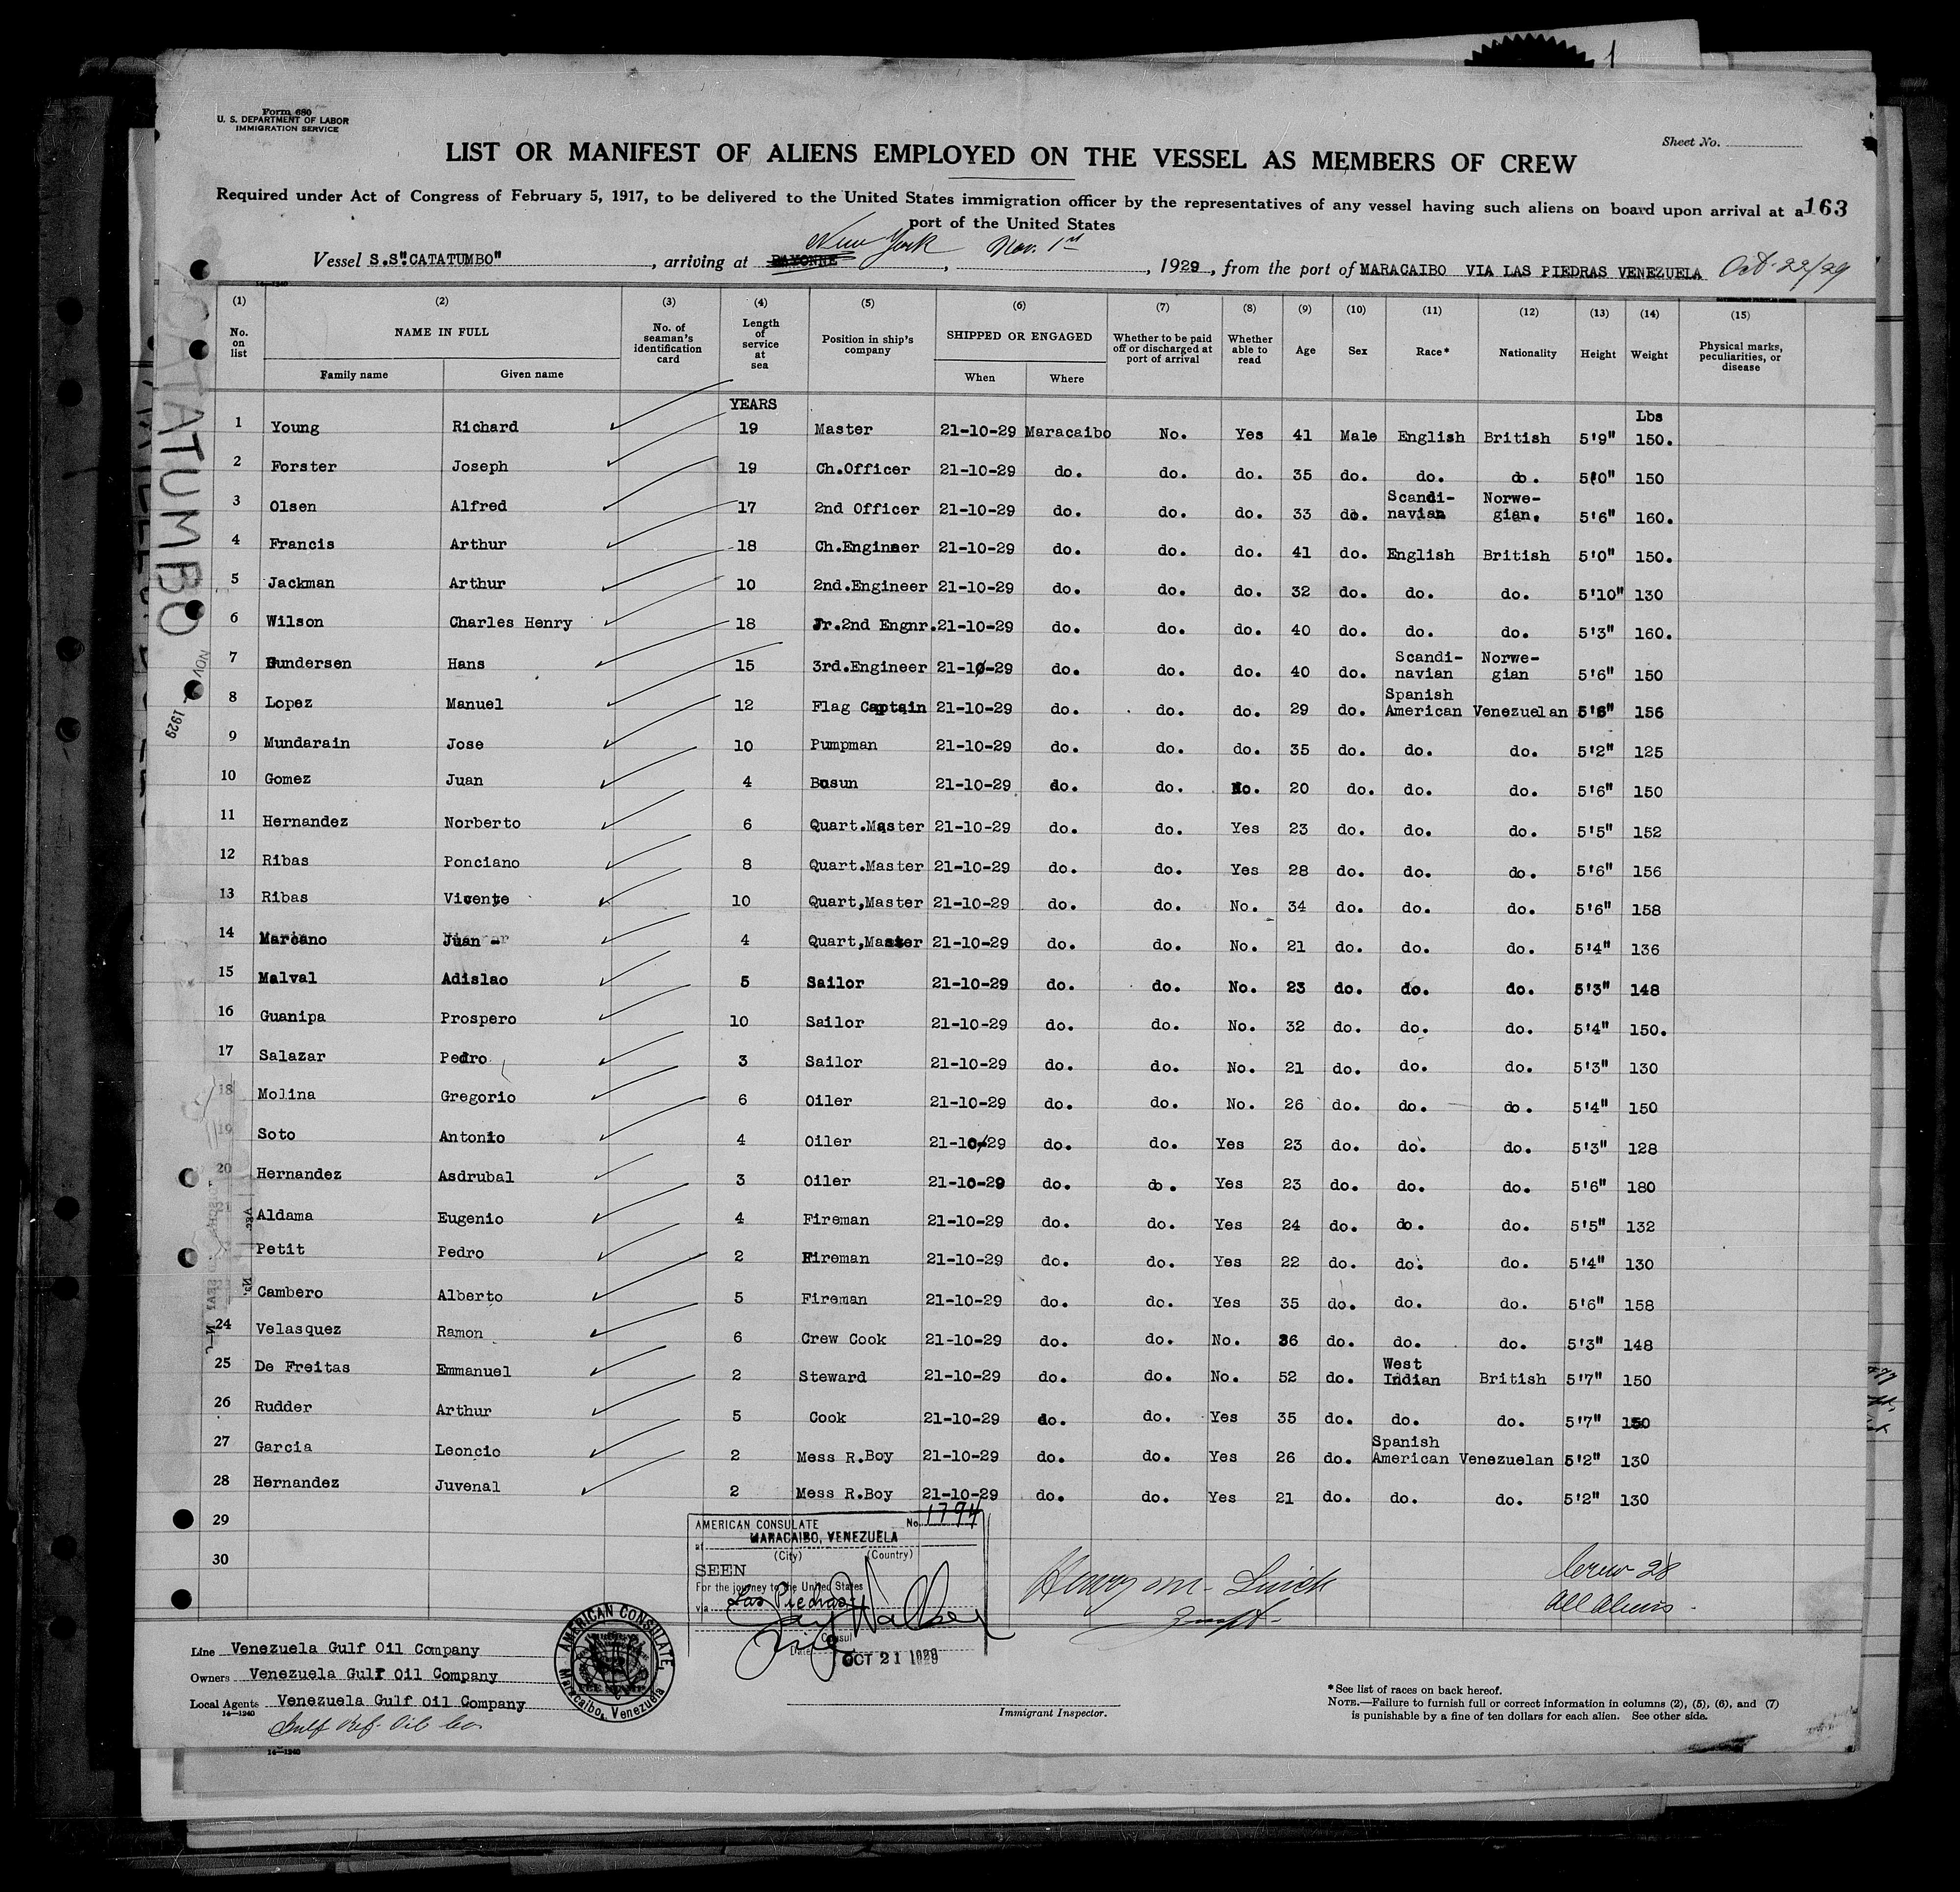 Form 680
U. S. DEPARTMENT OF LABOR
IMMIGRATION SERVICE
Sheet No.
LIST OR MANIFEST OF ALIENS EMPLOYED ON THE VESSEL AS MEMBERS OF CREW
Required under Act of Congress of February 5, 1917, to be delivered to the United States immigration officer by the representatives of any vessel having such aliens on board upon arrival at a
port of the United States
163
Vessel S.S"CATATUMBO", arriving at BAYONNE New York, Nov. 1st, 1929, from the port of MARACAIBO VIA LAS PIEDRAS VENEZUELA Oct. 22/29
(1) (2) (3) (4) (5) (6) (7) (8) (9) (10) (11) (12) (13) (14) (15)
No. on list
NAME IN FULL
Family name Given name
No. of seaman's identification card
Length of service at sea
Position in ship's company
SHIPPED OR ENGAGED
When Where
Whether to be paid off or discharged at port of arrival
Whether able to read
Age Sex Race* Nationality Height Weight
Physical marks, peculiarities, or disease
YEARS Lbs
1 Young Richard 19 Master 21-10-29 Maracaibo No. Yes 41 Male English British 5'9" 150.
2 Forster Joseph 19 Ch.Officer 21-10-29 do. do. do. 35 do. do. do. 5'0" 150
3 Olsen Alfred 17 2nd Officer 21-10-29 do. do. do. 33 do. Scandi-navian Norwe-gian. 5'6" 160.
4 Francis Arthur 18 Ch.Engineer 21-10-29 do. do. do. 41 do. English British 5'0" 150.
5 Jackman Arthur 10 2nd.Engineer 21-10-29 do. do. do. 32 do. do. do. 5'10" 130
6 Wilson Charles Henry 18 Jr.2nd Engnr. 21-10-29 do. do. do. 40 do. do. do. 5'3" 160.
7 Gundersen Hans 15 3rd.Engineer 21-10-29 do. do. do. 40 do. Scandi-navian Norwe-gian 5'6" 150
8 Lopez Manuel 12 Flag Captain 21-10-29 do. do. do. 29 do. Spanish American Venezuelan 5'6" 156
9 Mundarain Jose 10 Pumpman 21-10-29 do. do. do. 35 do. do. do. 5'2" 125
10 Gomez Juan 4 Bosun 21-10-29 do. do. No. 20 do. do. do. 5'6" 150
11 Hernandez Norberto 6 Quart.Master 21-10-29 do. do. Yes 23 do. do. do. 5'5" 152
12 Ribas Ponciano 8 Quart.Master 21-10-29 do. do. Yes 28 do. do. do. 5'6" 156
13 Ribas Vicente 10 Quart,Master 21-10-29 do. do. No. 34 do. do. do. 5'6" 158
14 Marcano Juan - 4 Quart,Master 21-10-29 do. do. No. 21 do. do. do. 5'4" 136
15 Malval Adislao 5 Sailor 21-10-29 do. do. No. 23 do. do. do. 5'3" 148
16 Guanipa Prospero 10 Sailor 21-10-29 do. do. No. 32 do. do. do. 5'4" 150.
17 Salazar Pedro 3 Sailor 21-10-29 do. do. No. 21 do. do. do. 5'3" 130
18 Molina Gregorio 6 Oiler 21-10-29 do. do. No. 26 do. do. do. 5'4" 150
19 Soto Antonio 4 Oiler 21-10-29 do. do. Yes 23 do. do. do. 5'3" 128
20 Hernandez Asdrubal 3 Oiler 21-10-29 do. do. Yes 23 do. do. do. 5'6" 180
Aldama Eugenio 4 Fireman 21-10-29 do. do. Yes 24 do. do. do. 5'5" 132
Petit Pedro 2 Fireman 21-10-29 do. do. Yes 22 do. do. do. 5'4" 130
Cambero Alberto 5 Fireman 21-10-29 do. do. Yes 35 do. do. do. 5'6" 158
24 Velasquez Ramon 6 Crew Cook 21-10-29 do. do. No. 36 do. do. do. 5'3" 148
25 De Freitas Emmanuel 2 Steward 21-10-29 do. do. No. 52 do. West Indian British 5'7" 150
26 Rudder Arthur 5 Cook 21-10-29 do. do. Yes 35 do. do. do. 5'7" 150
27 Garcia Leoncio 2 Mess R.Boy 21-10-29 do. do. Yes 26 do. Spanish American Venezuelan 5'2" 130
28 Hernandez Juvenal 2 Mess R.Boy 21-10-29 do. do. Yes 21 do. do. do. 5'2" 130
29
30
AMERICAN CONSULATE No. 1794
at MARACAIBO, VENEZUELA
(City) (Country)
SEEN
For the journey to the United States
via Las Piedras
Consul
Date OCT 21 1929
Crew 28
All Aliens
AMERICAN CONSULATE, Maracaibo, Venezuela
Line Venezuela Gulf Oil Company
Owners Venezuela Gulf Oil Company
Local Agents Venezuela Gulf Oil Company
14—1240
Gulf Ref. Oil Co.
Immigrant Inspector.
*See list of races on back hereof.
NOTE.—Failure to furnish full or correct information in columns (2), (5), (6), and (7)
is punishable by a fine of ten dollars for each alien. See other side.
14—1240
CATATUMBO
NOV 1929